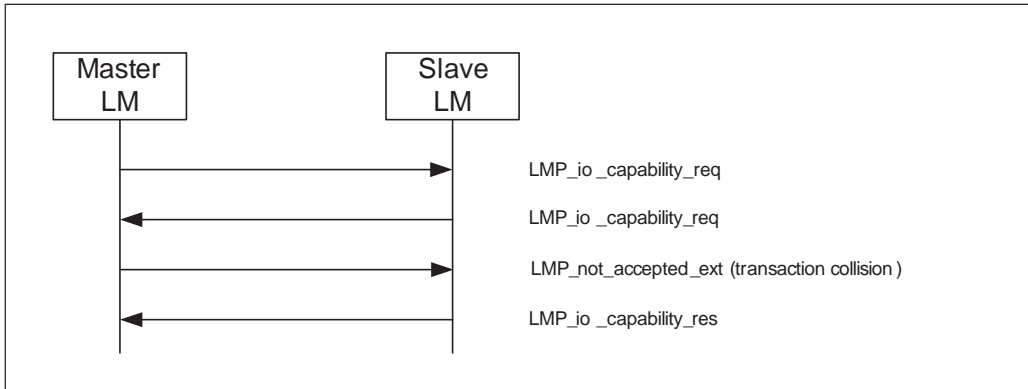 Master
LM
Slave
LM
LMP_io _capability_req
LMP_io _capability_req
LMP_not_accepted_ext (transaction collision )
LMP_io _capability_res